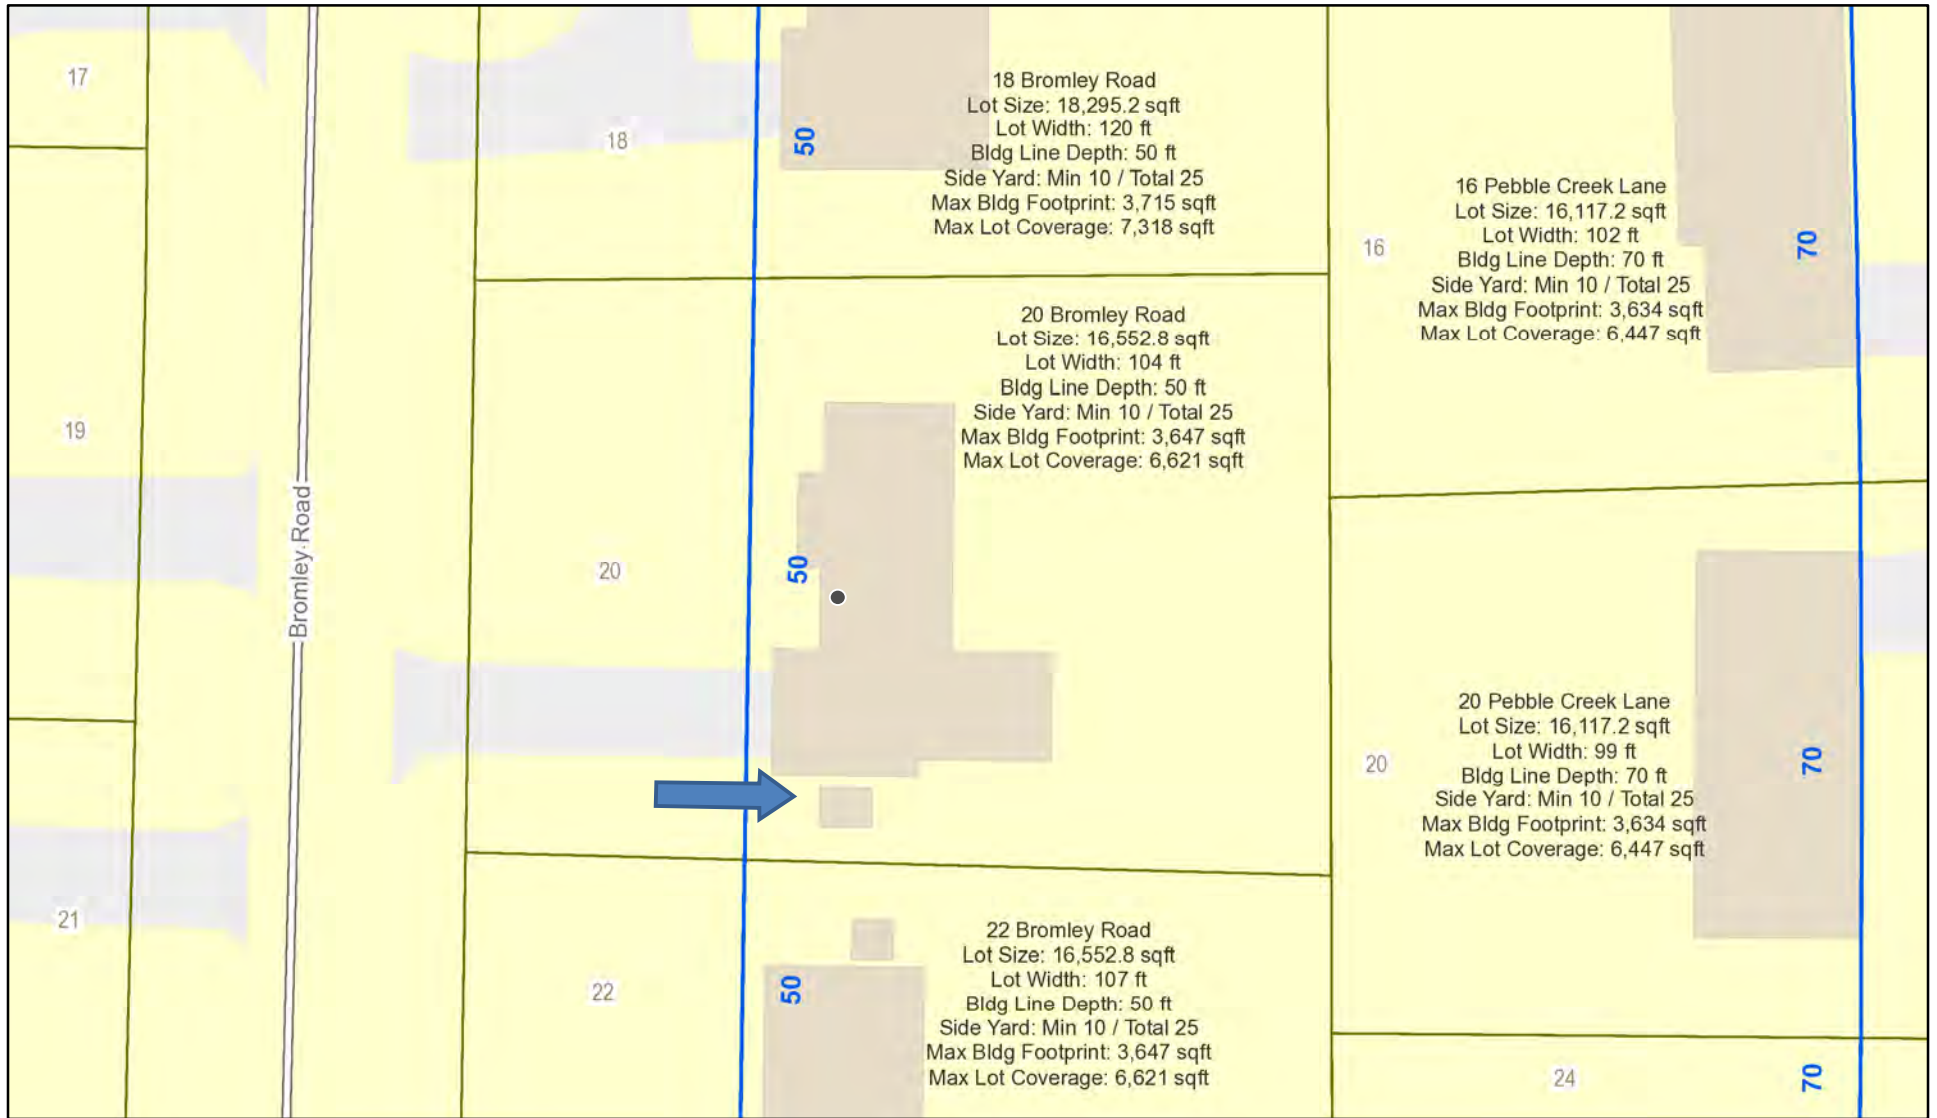 17
18
50
18 Bromley Road
Lot Size: 18,295.2 sqft
Lot Width: 120 ft
Bldg Line Depth: 50 ft
Side Yard: Min 10 / Total 25
Max Bldg Footprint: 3,715 sqft
Max Lot Coverage: 7,318 sqft
16
16 Pebble Creek Lane
Lot Size: 16,117.2 sqft
Lot Width: 102 ft
Bldg Line Depth: 70 ft
Side Yard: Min 10 / Total 25
Max Bldg Footprint: 3,634 sqft
Max Lot Coverage: 6,447 sqft
70
19
Bromley Road
20
50
20 Bromley Road
Lot Size: 16,552.8 sqft
Lot Width: 104 ft
Bldg Line Depth: 50 ft
Side Yard: Min 10 / Total 25
Max Bldg Footprint: 3,647 sqft
Max Lot Coverage: 6,621 sqft
20
20 Pebble Creek Lane
Lot Size: 16,117.2 sqft
Lot Width: 99 ft
Bldg Line Depth: 70 ft
Side Yard: Min 10 / Total 25
Max Bldg Footprint: 3,634 sqft
Max Lot Coverage: 6,447 sqft
70
21
22
50
22 Bromley Road
Lot Size: 16,552.8 sqft
Lot Width: 107 ft
Bldg Line Depth: 50 ft
Side Yard: Min 10 / Total 25
Max Bldg Footprint: 3,647 sqft
Max Lot Coverage: 6,621 sqft
24
70